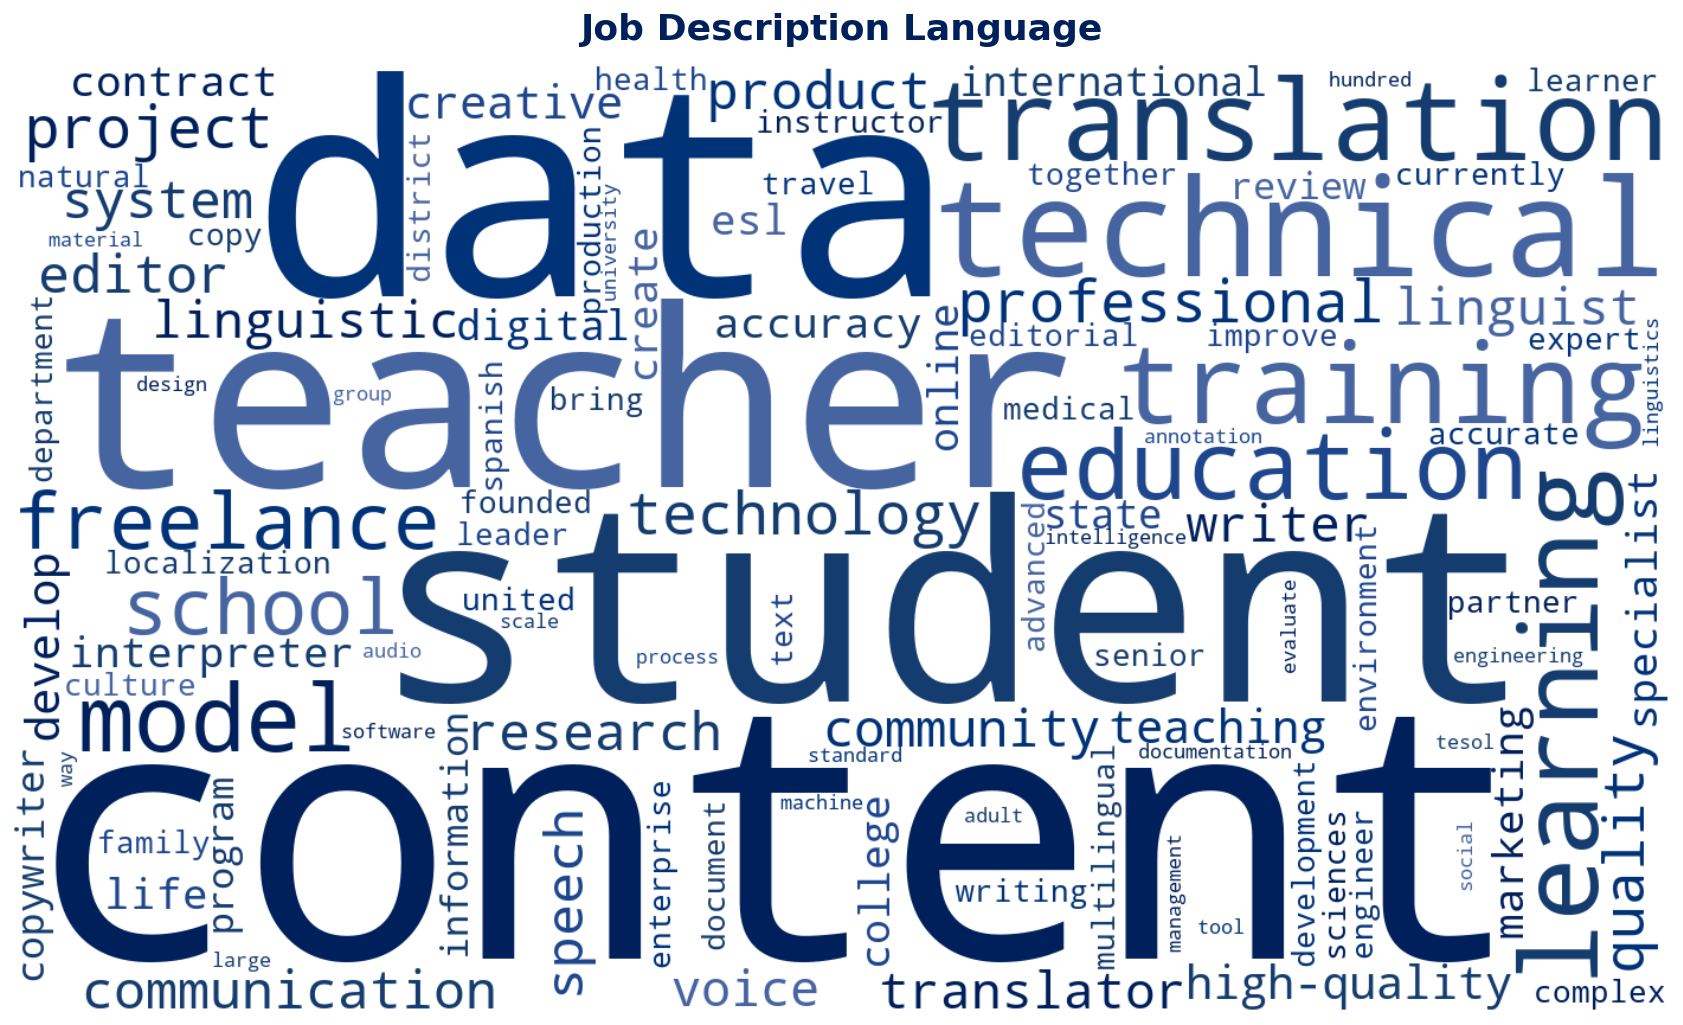 Job Description Language
contract
health
creative
product
international
hundred
learner
project
data
instructor
translation
natural
system
district
production
university
travel
together
review
currently
material
copy
esl
technical
editor
create
department
linguistic
digital
accuracy
online
professional
linguist
editorial
improve
expert
linguistics
teacher
design
group
spanish
bring
medical
training
annotation
accurate
education
freelance
founded
leader
technology
state
intelligence
writer
advanced
environment
learning
specialist
develop
localization
school
student
united
scale
text
evaluate
partner
interpreter
audio
process
senior
engineering
culture
model
software
information
research
community
teaching
standard
documentation
tesol
marketing
quality
copywriter
way
content
family
program
life
speech
enterprise
document
machine
college
adult
writing
multilingual
management
tool
development
sciences
engineer
social
large
communication
voice
translator
high-quality
complex